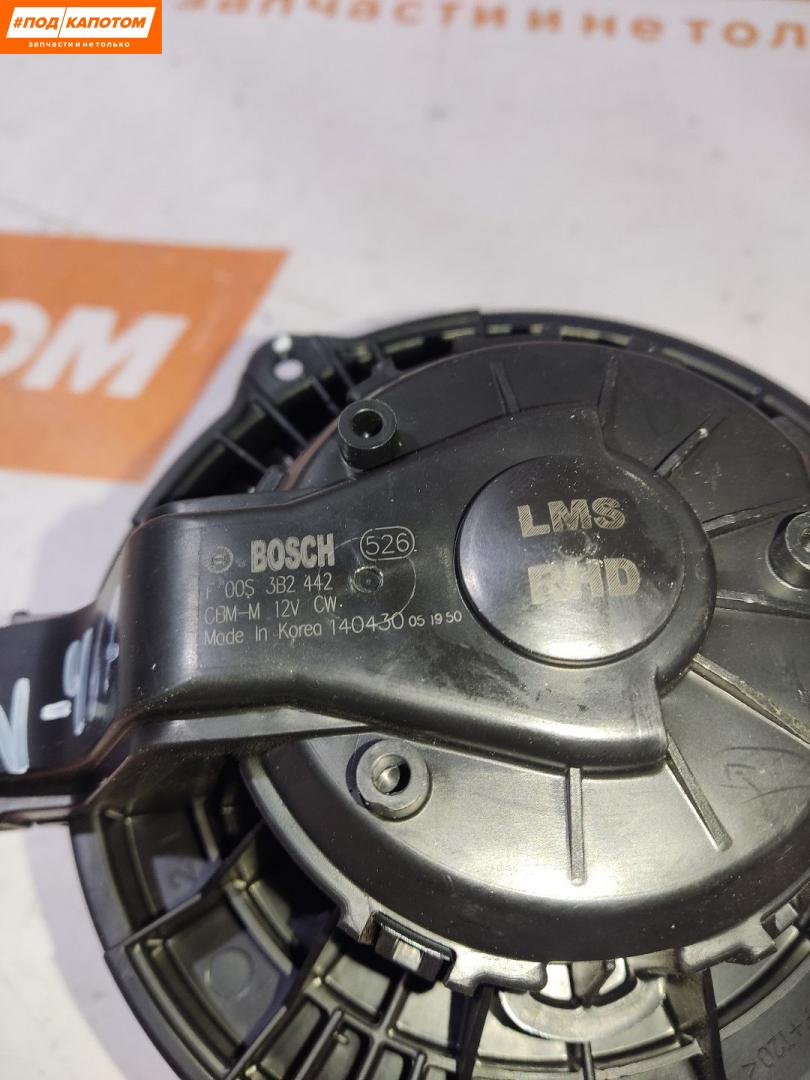 #ПОД КАПОТОМ
запчасти и не только
запчасти и не тол
ОМ
BOSCH 526
F 00S 3B2 442
CBM-M 12V CW
Made In Korea 140430 05 19 50
LMS
RHD